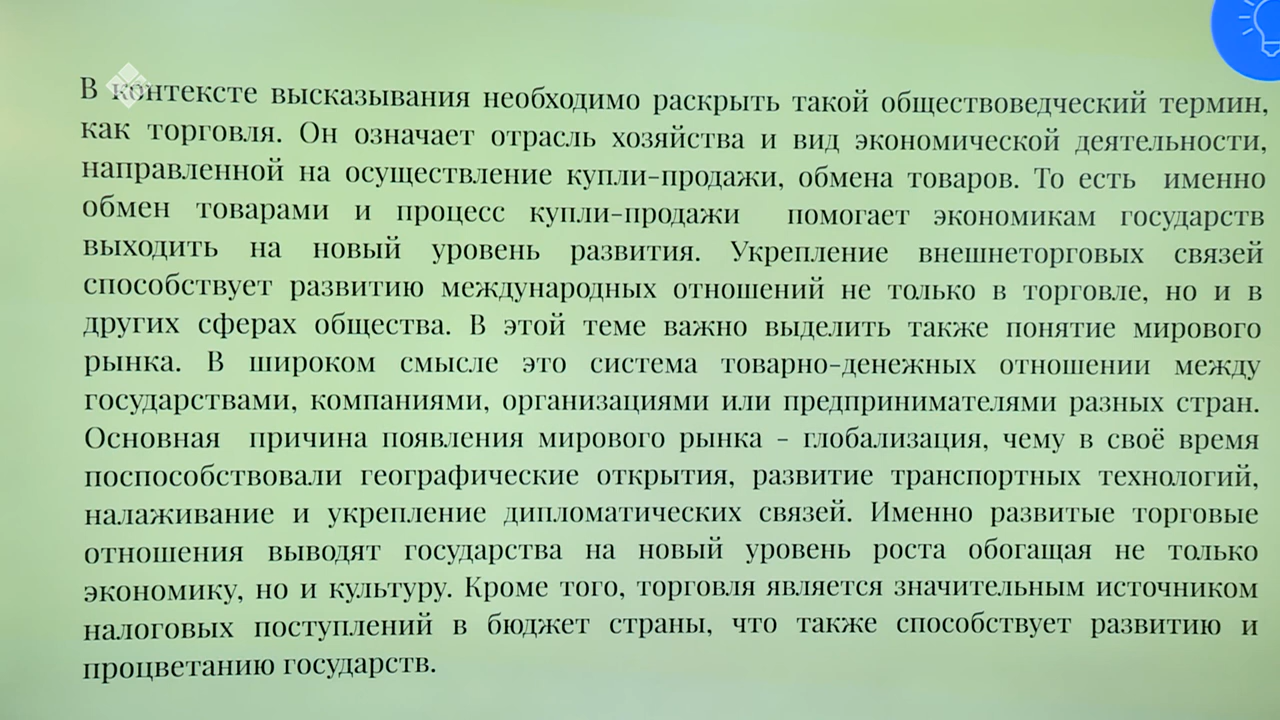 В контексте высказывания необходимо раскрыть такой обществоведческий термин,
как торговля. Он означает отрасль хозяйства и вид экономической деятельности,
направленной на осуществление купли-продажи, обмена товаров. То есть именно
обмен товарами и процесс купли-продажи помогает экономикам государств
выходить на новый уровень развития. Укрепление внешнеторговых связей
способствует развитию международных отношений не только в торговле, но и в
других сферах общества. В этой теме важно выделить также понятие мирового
рынка. В широком смысле это система товарно-денежных отношении между
государствами, компаниями, организациями или предпринимателями разных стран.
Основная причина появления мирового рынка - глобализация, чему в своё время
поспособствовали географические открытия, развитие транспортных технологий,
налаживание и укрепление дипломатических связей. Именно развитые торговые
отношения выводят государства на новый уровень роста обогащая не только
экономику, но и культуру. Кроме того, торговля является значительным источником
налоговых поступлений в бюджет страны, что также способствует развитию и
процветанию государств.